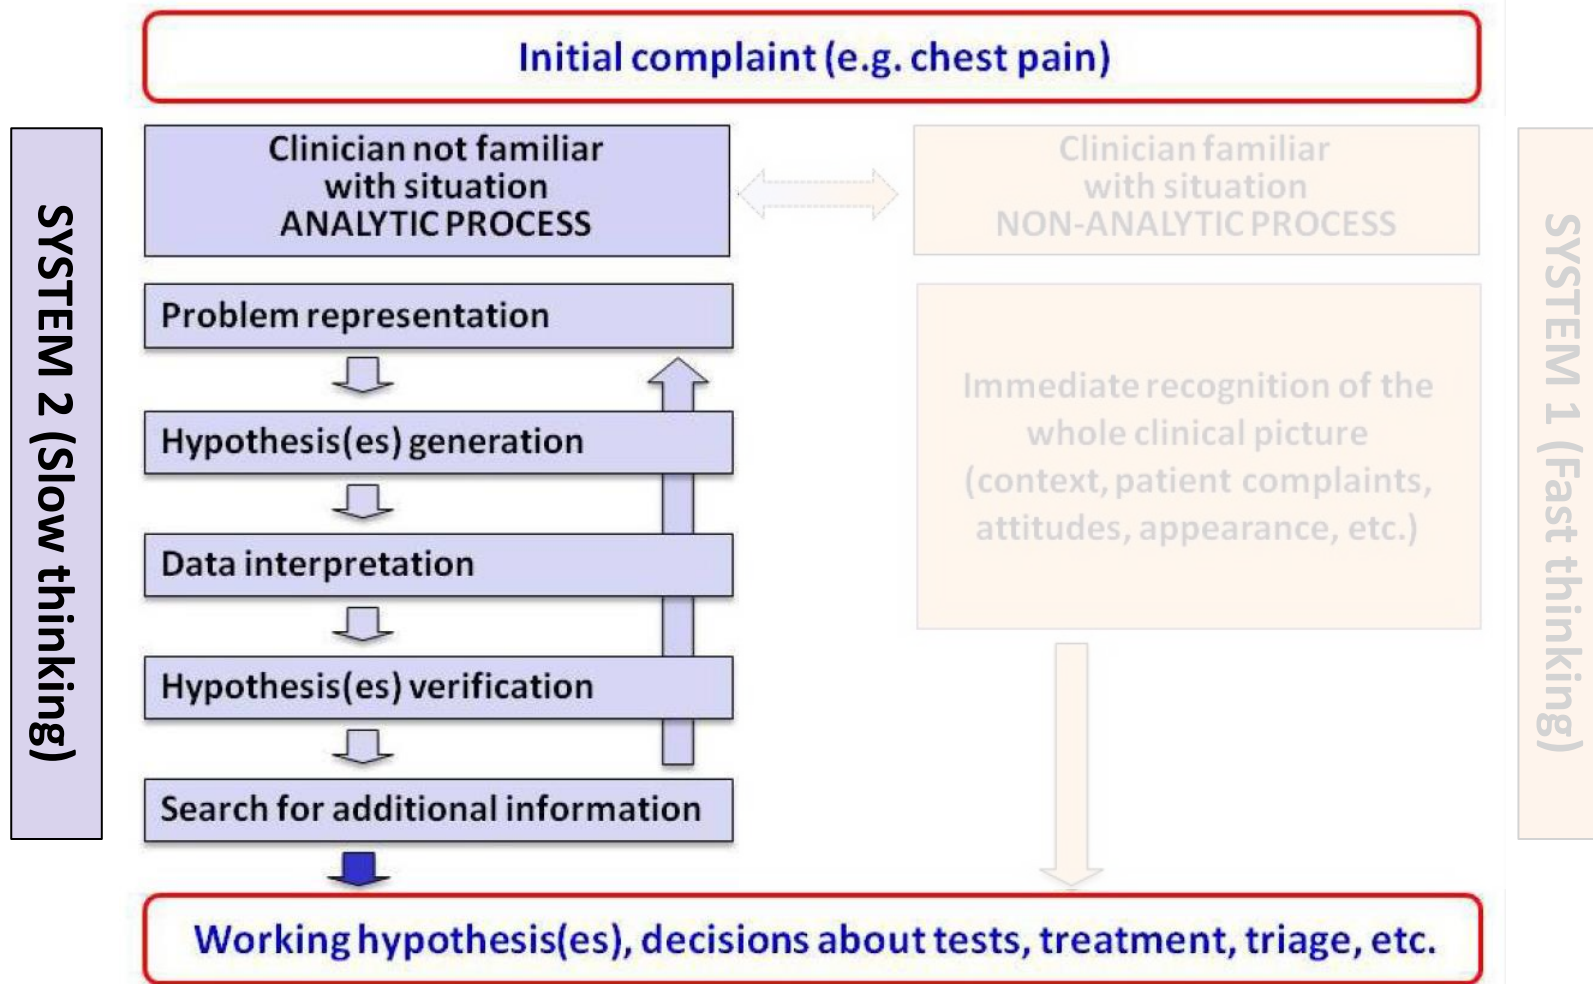 Initial complaint (e.g. chest pain)
SYSTEM 2 (Slow thinking)
Clinician not familiar
with situation
ANALYTIC PROCESS
Problem representation
Hypothesis(es) generation
Data interpretation
Hypothesis(es) verification
Search for additional information
Clinician familiar
with situation
NON-ANALYTIC PROCESS
Immediate recognition of the
whole clinical picture
(context, patient complaints,
attitudes, appearance, etc.)
SYSTEM 1 (Fast thinking)
Working hypothesis(es), decisions about tests, treatment, triage, etc.